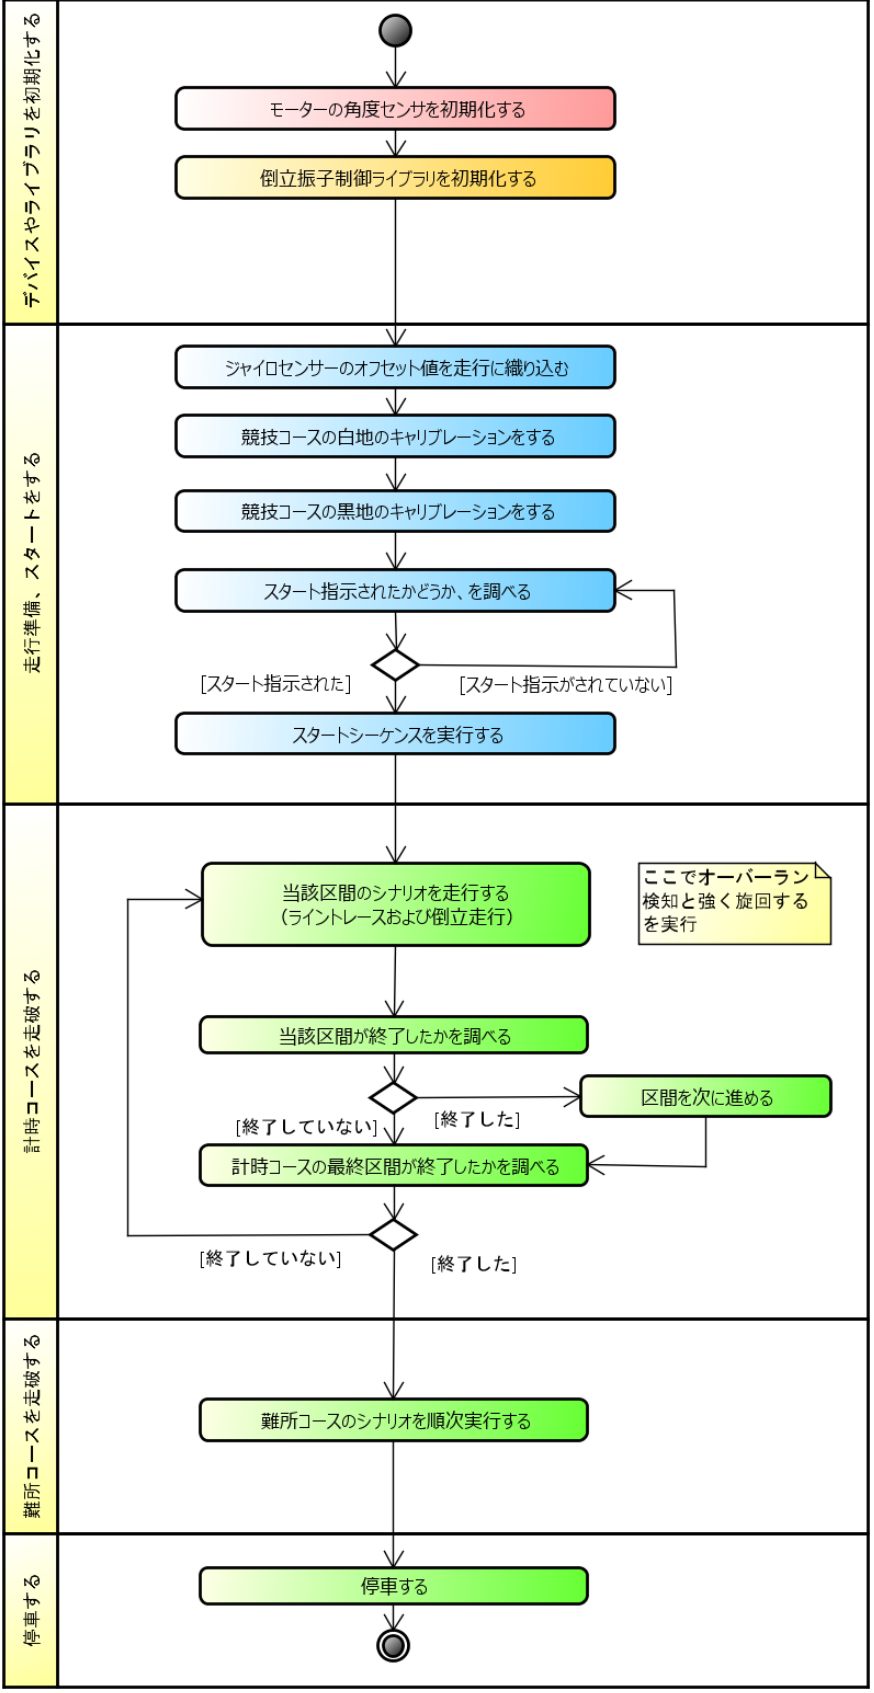 デバイスやライブラリを初期化する
モーターの角度センサを初期化する
倒立振子制御ライブラリを初期化する
走行準備、スタートをする
ジャイロセンサーのオフセット値を走行に織り込む
競技コースの白地のキャリブレーションをする
競技コースの黒地のキャリブレーションをする
スタート指示されたかどうか、を調べる
[スタート指示された]
[スタート指示がされていない]
スタートシーケンスを実行する
計時コースを走破する
当該区間のシナリオを走行する
（ライントレースおよび倒立走行）
ここでオーバーラン
検知と強く旋回する
を実行
当該区間が終了したかを調べる
区間を次に進める
[終了していない]
[終了した]
計時コースの最終区間が終了したかを調べる
[終了していない]
[終了した]
難所コースを走破する
難所コースのシナリオを順次実行する
停車する
停車する